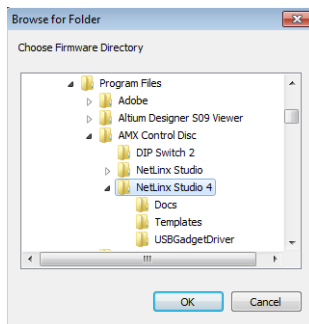 Browse for Folder
Choose Firmware Directory
Program Files
Adobe
Altium Designer S09 Viewer
AMX Control Disc
DIP Switch 2
NetLinx Studio
NetLinx Studio 4
Docs
Templates
USBGadgetDriver
OK Cancel